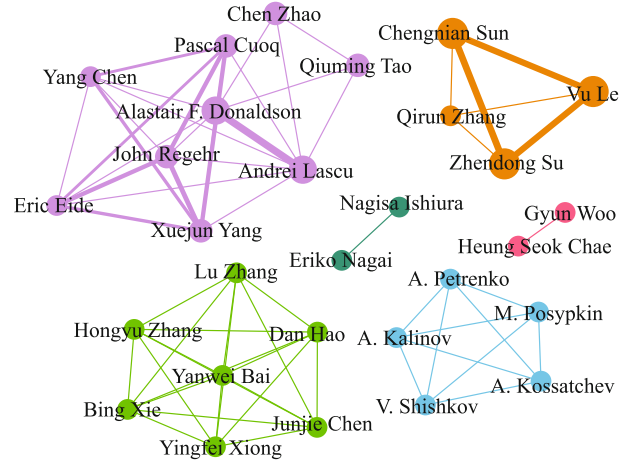 Chen Zhao
Pascal Cuoq
Qiuming Tao
Yang Chen
Alastair F. Donaldson
John Regehr
Andrei Lascu
Eric Eide
Xuejun Yang
Chengnian Sun
Vu Le
Qirun Zhang
Zhendong Su
Nagisa Ishiura
Eriko Nagai
Gyun Woo
Heung Seok Chae
Lu Zhang
Hongyu Zhang
Dan Hao
Yanwei Bai
Bing Xie
Junjie Chen
Yingfei Xiong
A. Petrenko
M. Posypkin
A. Kalinov
A. Kossatchev
V. Shishkov